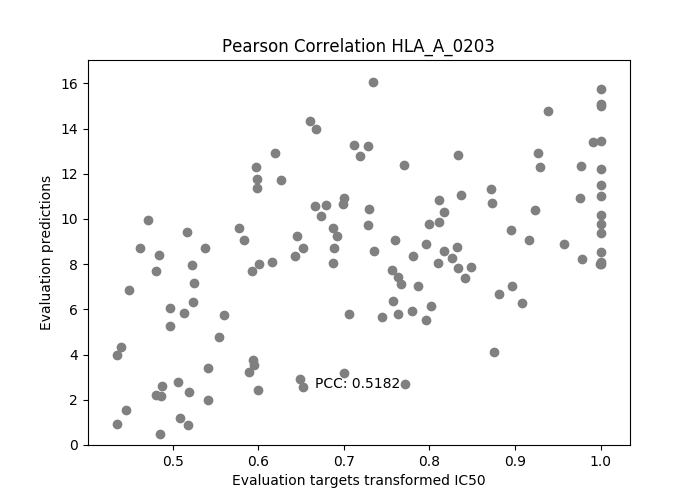 Pearson Correlation HLA_A_0203
Evaluation predictions
16
14
12
10
8
6
4
2
0
PCC: 0.5182
0.5 0.6 0.7 0.8 0.9 1.0
Evaluation targets transformed IC50